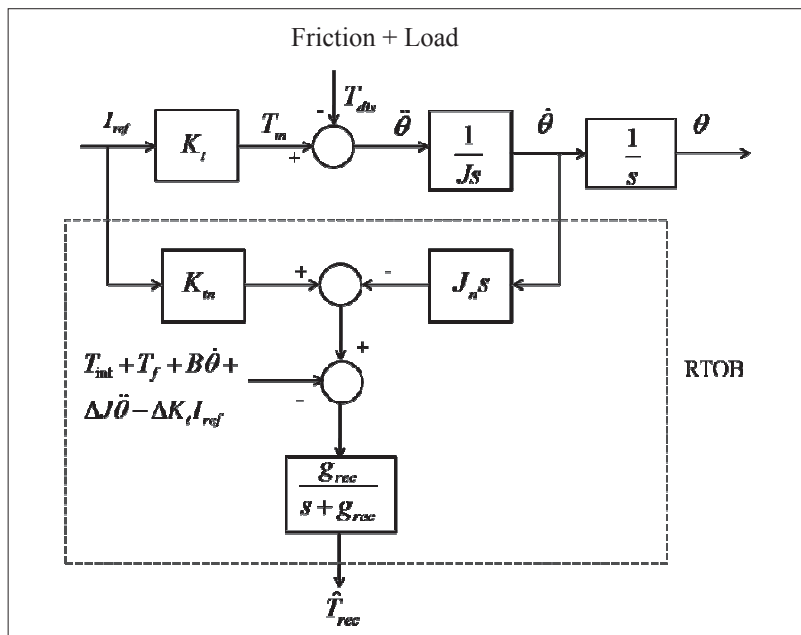 Friction + Load
I_ref
K_t
T_m
-
T_dis
+
θ̈
1
Js
θ̇
1
s
θ
K_tn
+
-
J_n s
+
T_int + T_f + Bθ̇ +
ΔJθ̈ − ΔK_t I_ref
-
RTOB
g_rec
s + g_rec
T̂_rec